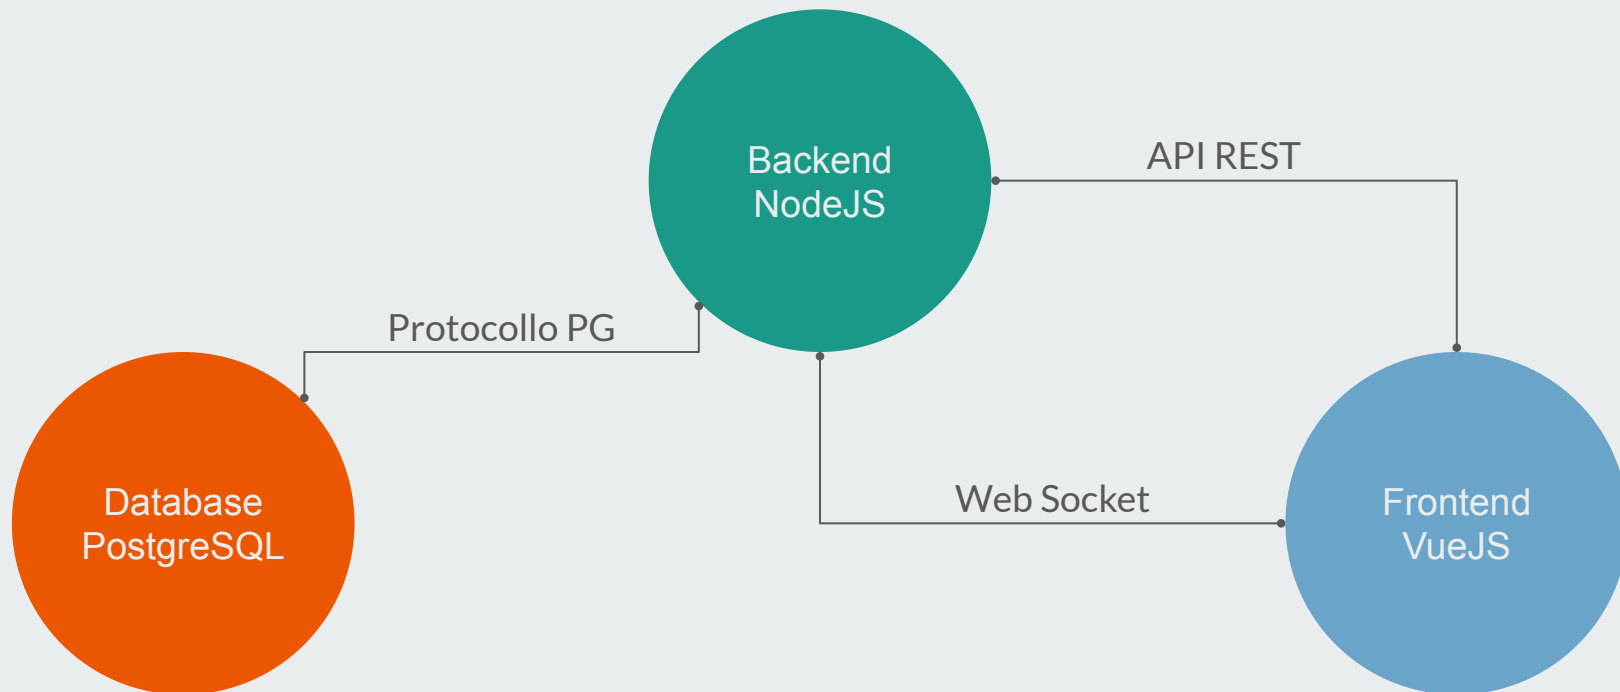 Backend
NodeJS
API REST
Protocollo PG
Database
PostgreSQL
Web Socket
Frontend
VueJS